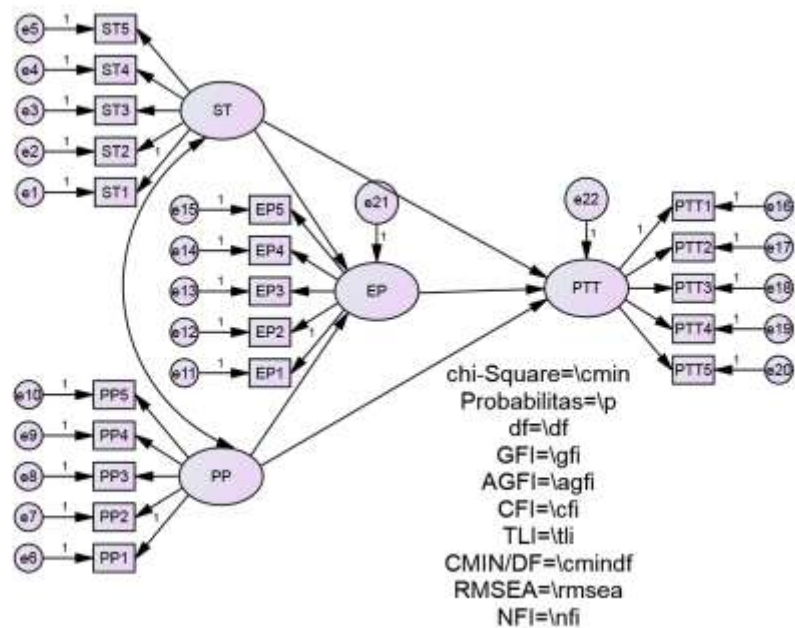 e5 1 ST5
e4 1 ST4
e3 1 ST3
e2 1 ST2
e1 1 ST1
1
ST
e15 1 EP5
e14 1 EP4
e13 1 EP3
e12 1 EP2
e11 1 EP1
1
e21
1
EP
e22
1
PTT
1
PTT1 1 e16
PTT2 1 e17
PTT3 1 e18
PTT4 1 e19
PTT5 1 e20
e10 1 PP5
e9 1 PP4
e8 1 PP3
e7 1 PP2
e6 1 PP1
1
PP
chi-Square=\cmin
Probabilitas=\p
df=\df
GFI=\gfi
AGFI=\agfi
CFI=\cfi
TLI=\tli
CMIN/DF=\cmindf
RMSEA=\rmsea
NFI=\nfi